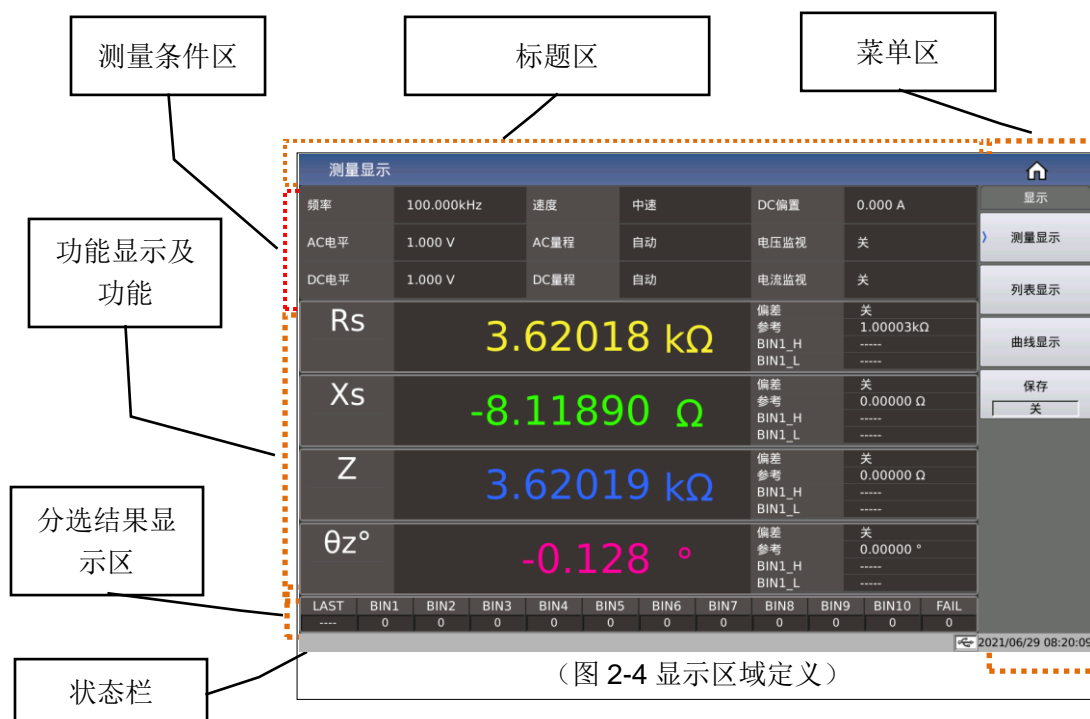 测量条件区
标题区
菜单区
功能显示及
功能
分选结果显
示区
状态栏
测量显示
频率 100.000kHz 速度 中速 DC偏置 0.000 A
AC电平 1.000 V AC量程 自动 电压监视 关
DC电平 1.000 V DC量程 自动 电流监视 关
Rs 3.62018 kΩ
偏差 关
参考 1.00003kΩ
BIN1_H -----
BIN1_L -----
Xs -8.11890 Ω
偏差 关
参考 0.00000 Ω
BIN1_H -----
BIN1_L -----
Z 3.62019 kΩ
偏差 关
参考 0.00000 Ω
BIN1_H -----
BIN1_L -----
θz° -0.128 °
偏差 关
参考 0.00000 °
BIN1_H -----
BIN1_L -----
LAST BIN1 BIN2 BIN3 BIN4 BIN5 BIN6 BIN7 BIN8 BIN9 BIN10 FAIL
---- 0 0 0 0 0 0 0 0 0 0 0
显示
测量显示
列表显示
曲线显示
保存
关
2021/06/29 08:20:09
（图 2-4 显示区域定义）